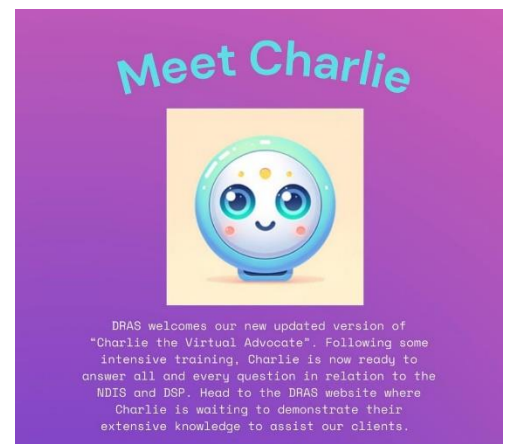 Meet Charlie
DRAS welcomes our new updated version of
“Charlie the Virtual Advocate”. Following some
intensive training, Charlie is now ready to
answer all and every question in relation to the
NDIS and DSP. Head to the DRAS website where
Charlie is waiting to demonstrate their
extensive knowledge to assist our clients.